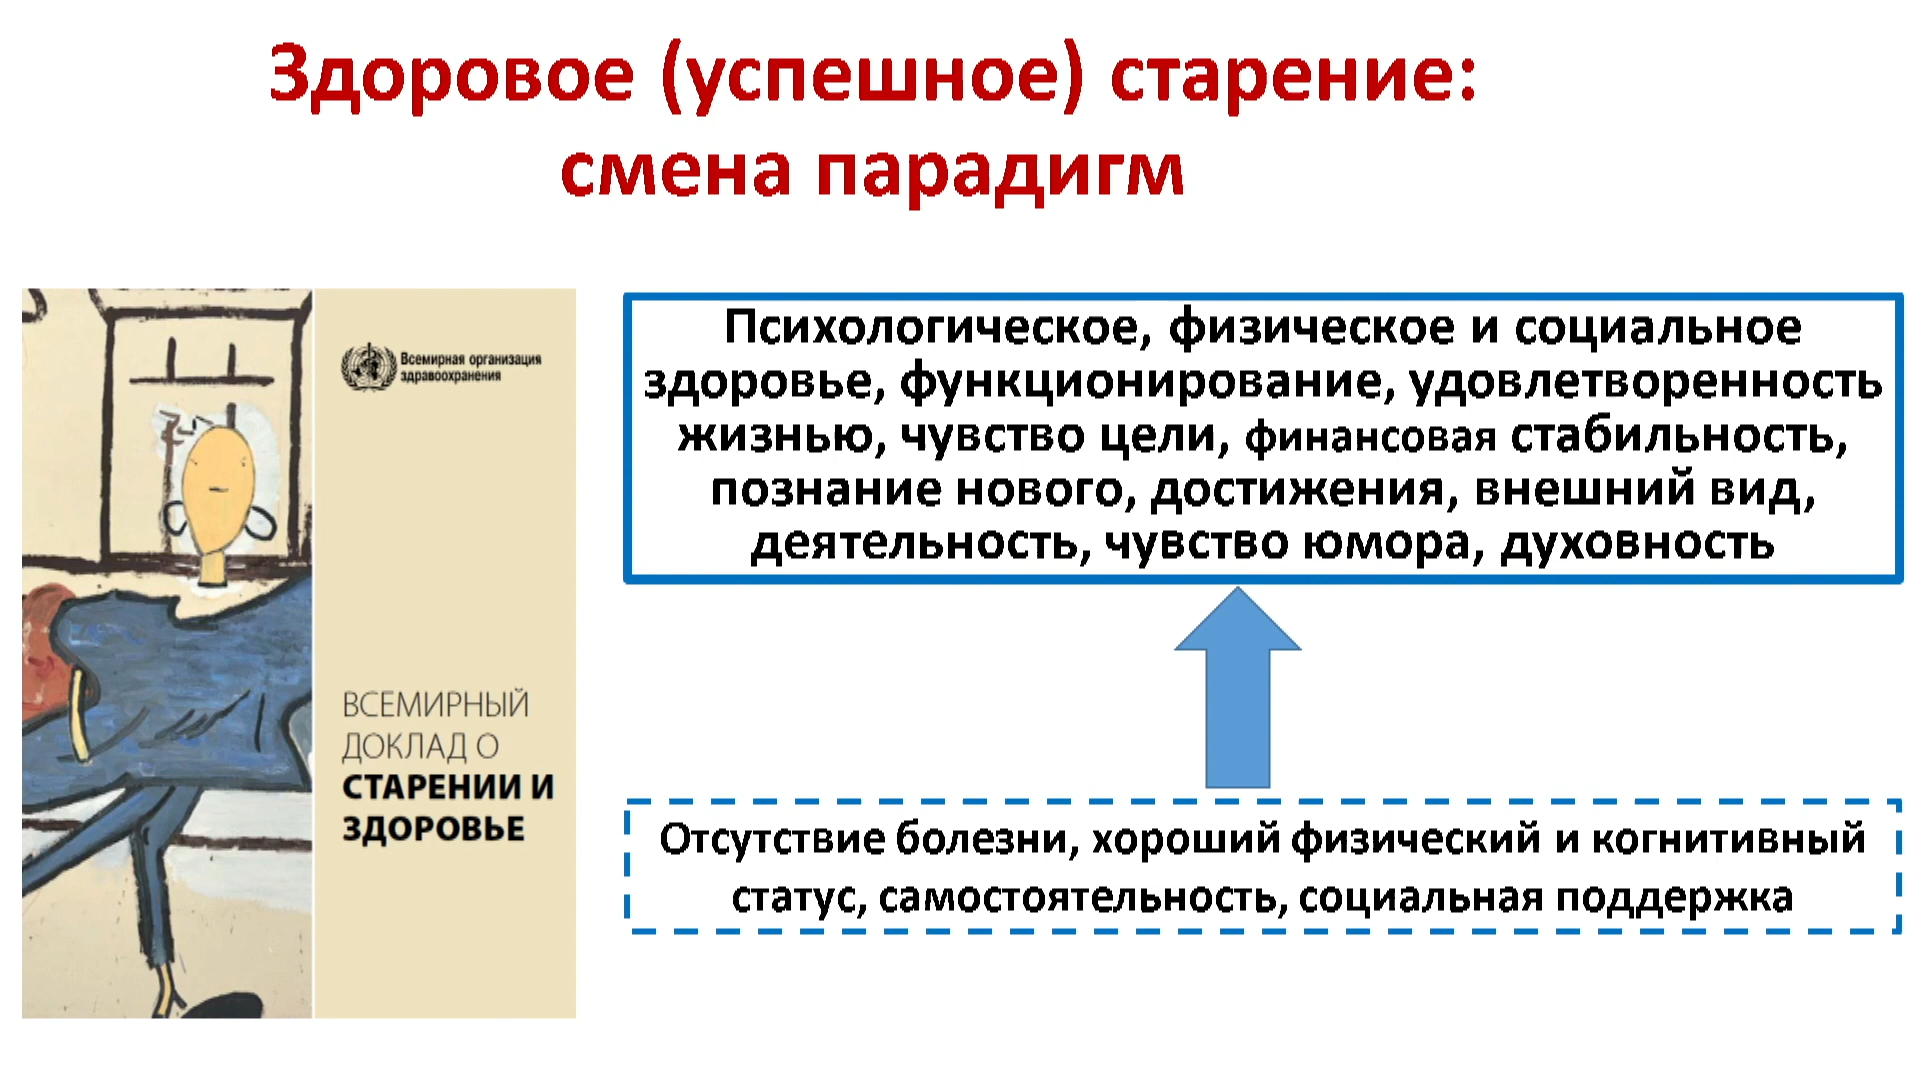 Здоровое (успешное) старение:
смена парадигм
Всемирная организация
здравоохранения
ВСЕМИРНЫЙ
ДОКЛАД О
СТАРЕНИИ И
ЗДОРОВЬЕ
Психологическое, физическое и социальное
здоровье, функционирование, удовлетворенность
жизнью, чувство цели, финансовая стабильность,
познание нового, достижения, внешний вид,
деятельность, чувство юмора, духовность
Отсутствие болезни, хороший физический и когнитивный
статус, самостоятельность, социальная поддержка